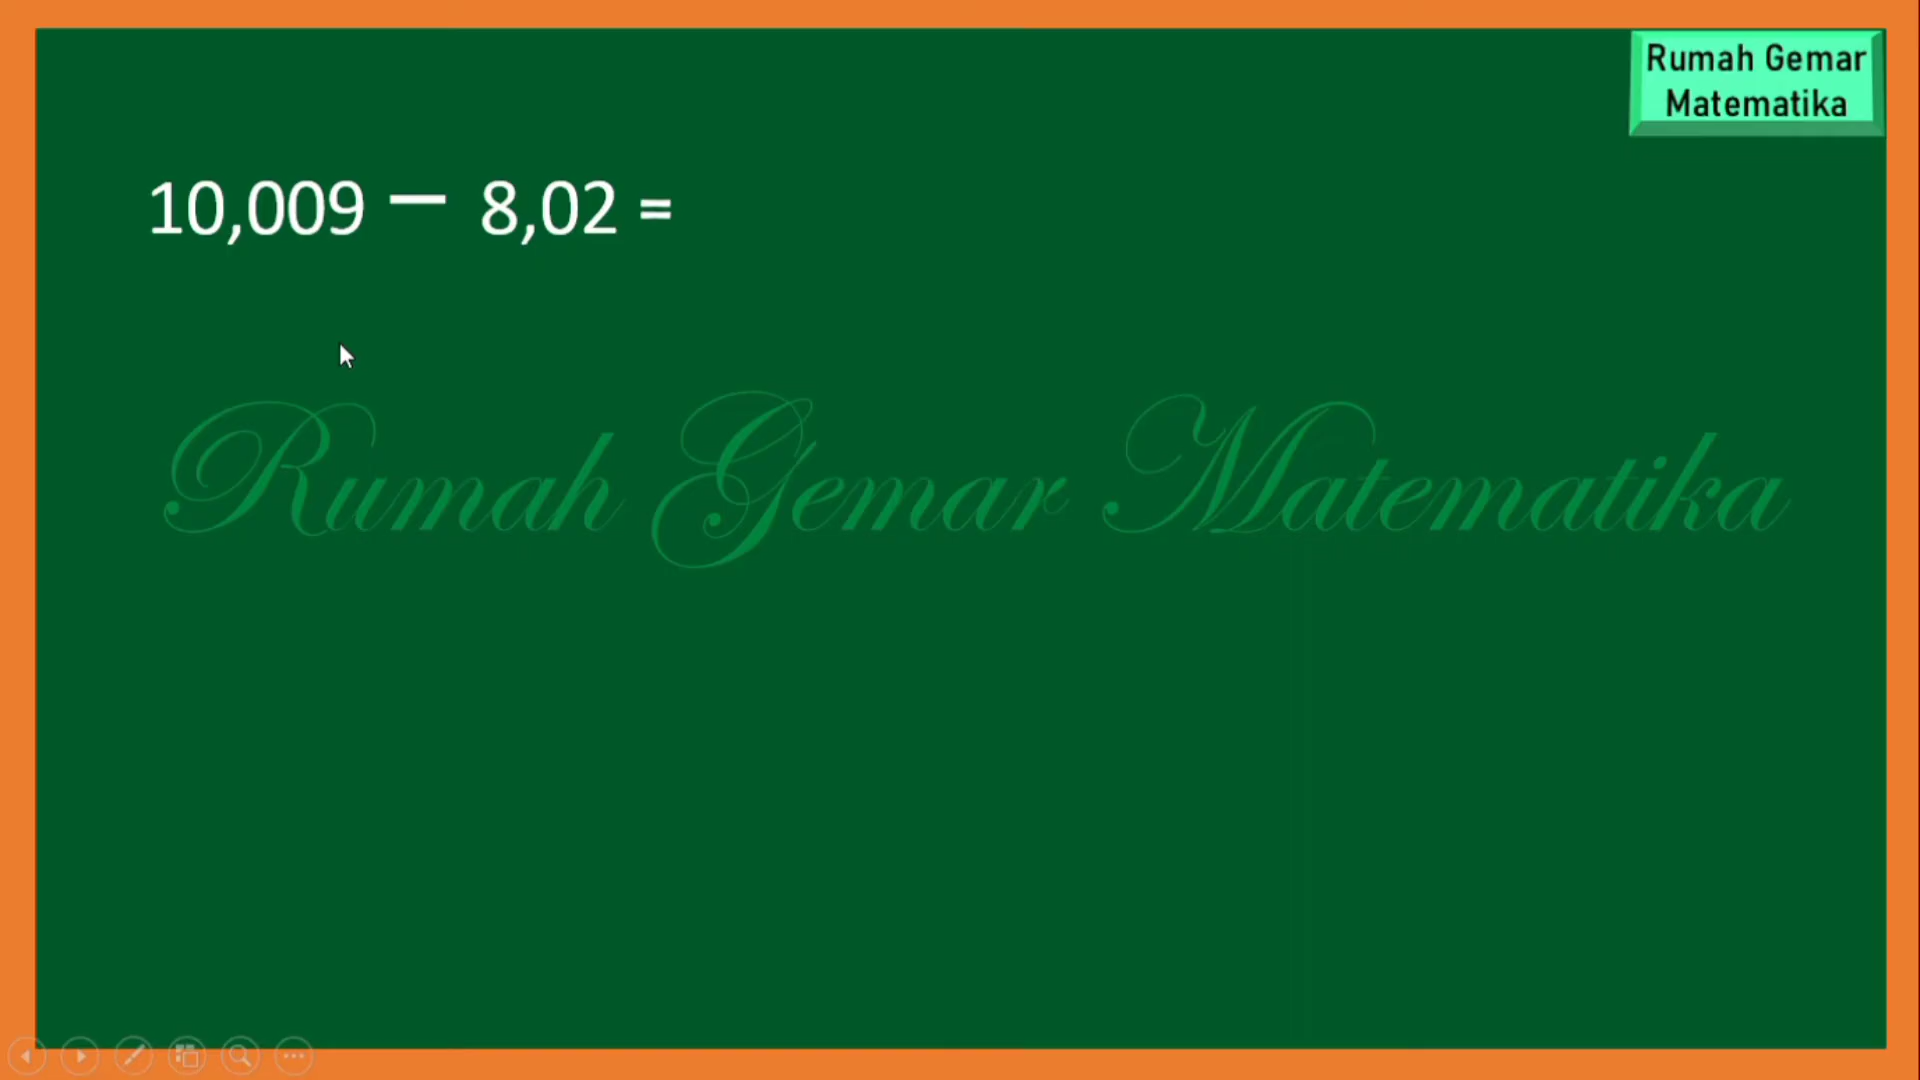 Rumah Gemar
Matematika
10,009 − 8,02 =
Rumah Gemar Matematika